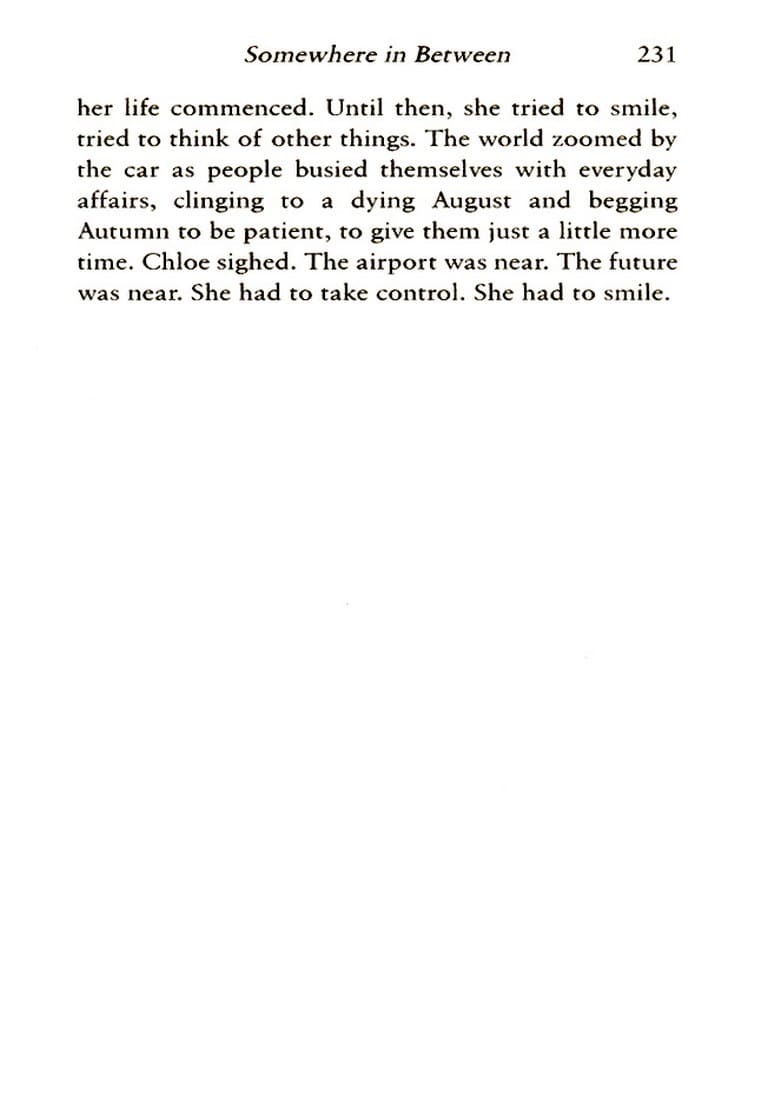 Somewhere in Between 231
her life commenced. Until then, she tried to smile,
tried to think of other things. The world zoomed by
the car as people busied themselves with everyday
affairs, clinging to a dying August and begging
Autumn to be patient, to give them just a little more
time. Chloe sighed. The airport was near. The future
was near. She had to take control. She had to smile.